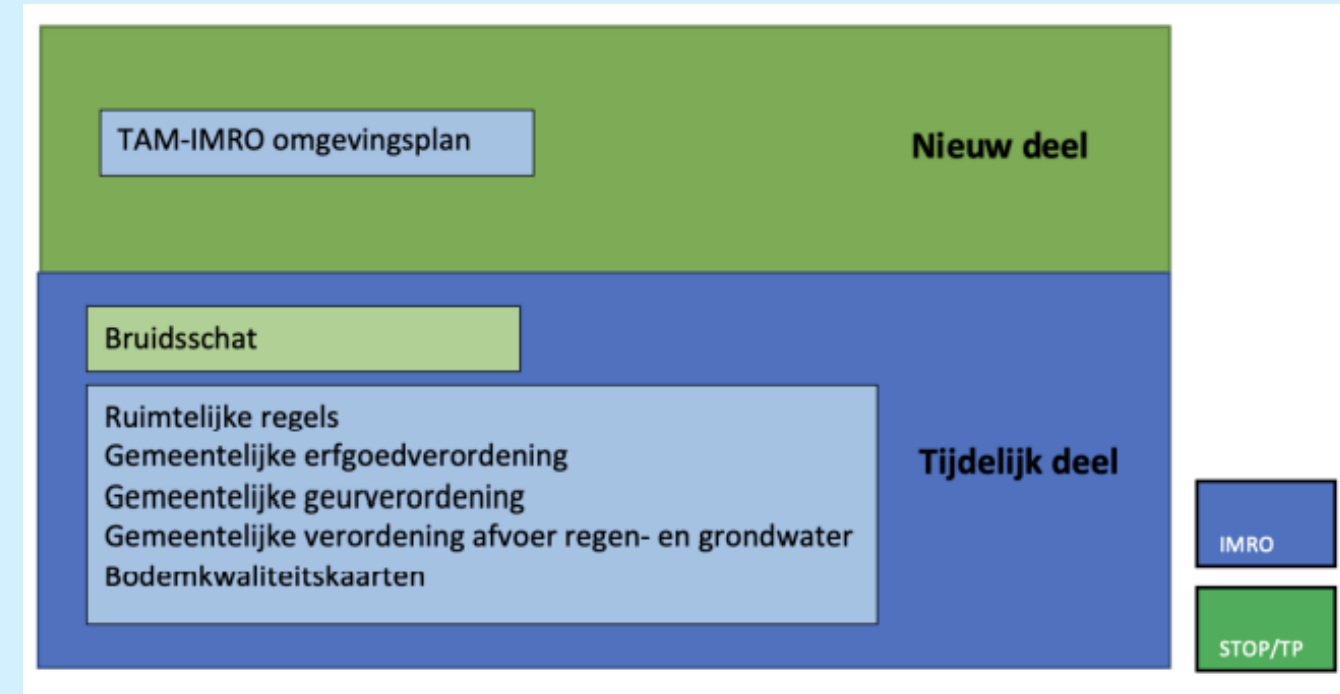 TAM-IMRO omgevingsplan
Nieuw deel
Bruidsschat
Ruimtelijke regels
Gemeentelijke erfgoedverordening
Gemeentelijke geurverordening
Gemeentelijke verordening afvoer regen- en grondwater
Bodemkwaliteitskaarten
Tijdelijk deel
IMRO
STOP/TP